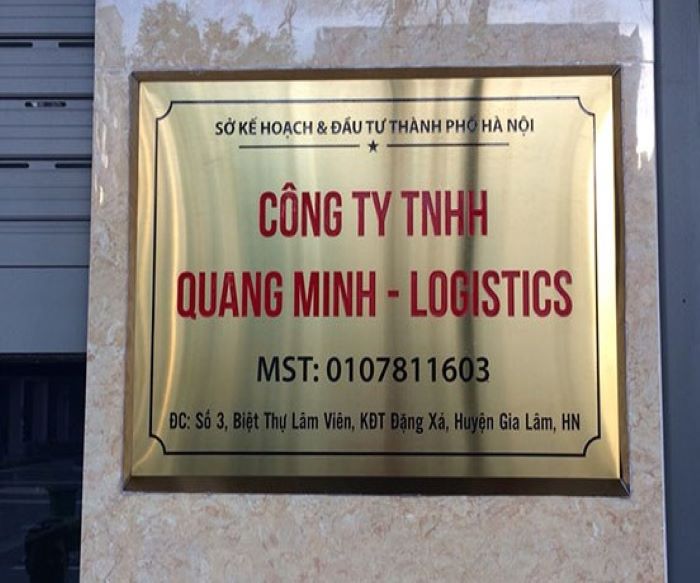 SỞ KẾ HOẠCH & ĐẦU TƯ THÀNH PHỐ HÀ NỘI
CÔNG TY TNHH
QUANG MINH - LOGISTICS
MST: 0107811603
ĐC: Số 3, Biệt Thự Lâm Viên, KĐT Đặng Xá, Huyện Gia Lâm, HN